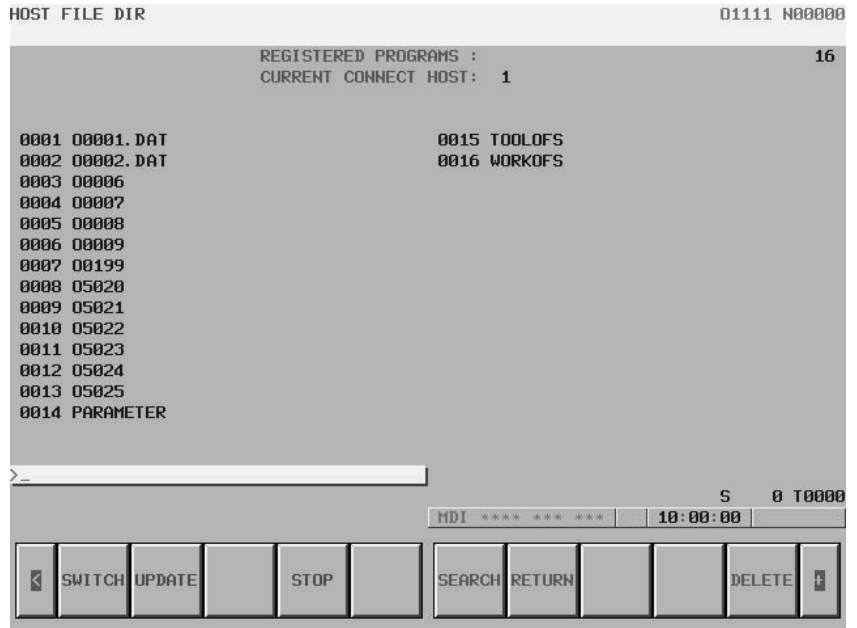 HOST FILE DIR O1111 N00000
REGISTERED PROGRAMS : 16
CURRENT CONNECT HOST: 1
0001 O0001.DAT
0002 O0002.DAT
0003 O0006
0004 O0007
0005 O0008
0006 O0009
0007 O0199
0008 O5020
0009 O5021
0010 O5022
0011 O5023
0012 O5024
0013 O5025
0014 PARAMETER
0015 TOOLOFS
0016 WORKOFS
>_
S 0 T0000
MDI **** *** *** 10:00:00
< SWITCH UPDATE STOP SEARCH RETURN DELETE +